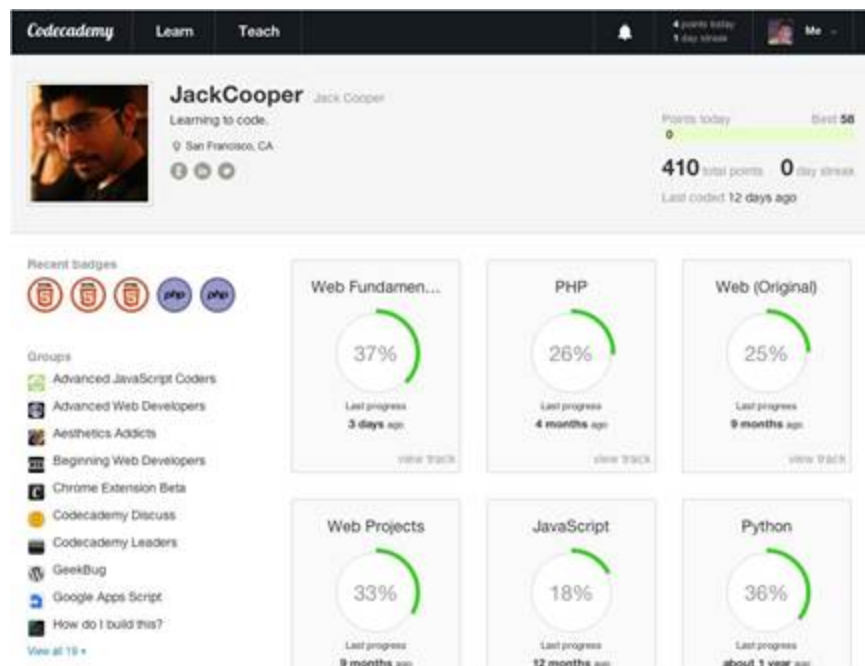 Codecademy Learn Teach 4 points today Me
1 day streak
JackCooper Jack Cooper
Learning to code.
San Francisco, CA
Points today Best 58
0
410 total points 0 day streak
Last coded 12 days ago
Recent badges
HTML 5 HTML 5 HTML 5 php php
Groups
Advanced JavaScript Coders
Advanced Web Developers
Aesthetics Addicts
Beginning Web Developers
Chrome Extension Beta
Codecademy Discuss
Codecademy Leaders
GeekBug
Google Apps Script
How do I build this?
View all 19
Web Fundamen...
37%
Last progress
3 days ago
view track
PHP
26%
Last progress
4 months ago
view track
Web (Original)
25%
Last progress
9 months ago
view track
Web Projects
33%
Last progress
9 months ago
JavaScript
18%
Last progress
12 months ago
Python
36%
Last progress
about 1 year ago